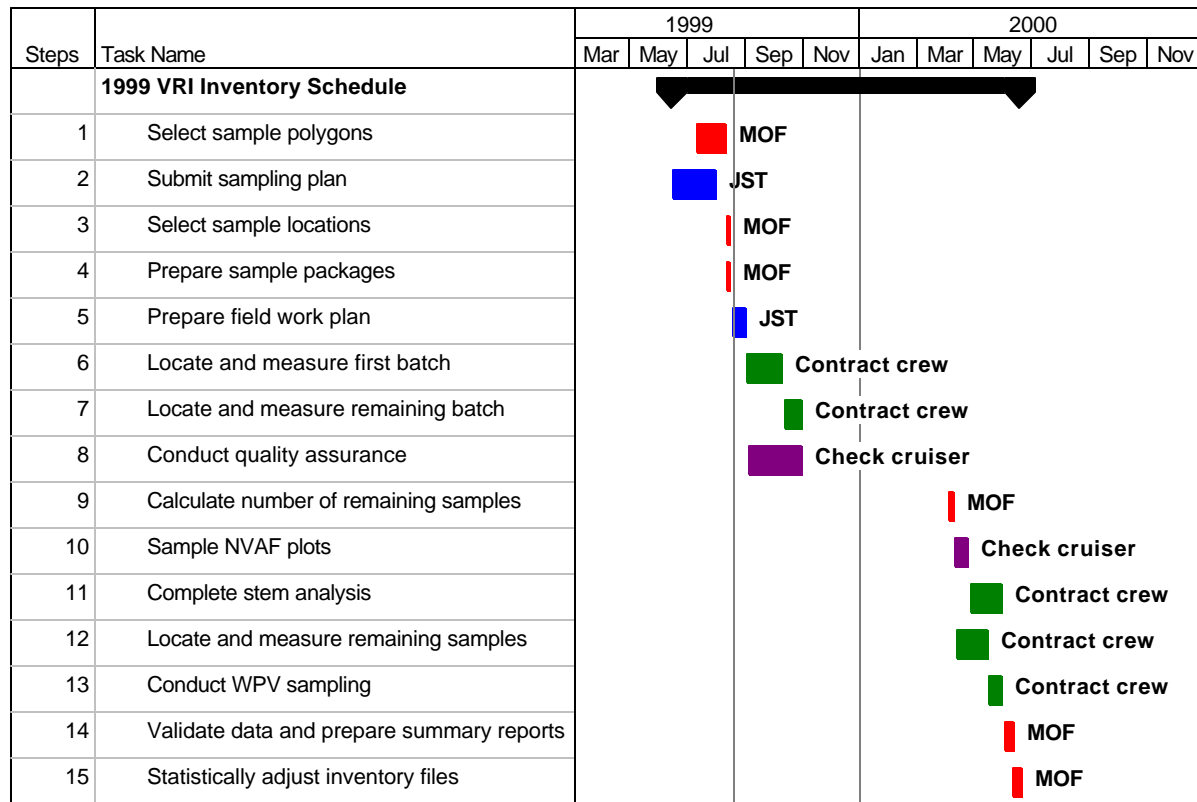 1999 2000
Steps Task Name Mar May Jul Sep Nov Jan Mar May Jul Sep Nov
1999 VRI Inventory Schedule
1 Select sample polygons MOF
2 Submit sampling plan JST
3 Select sample locations MOF
4 Prepare sample packages MOF
5 Prepare field work plan JST
6 Locate and measure first batch Contract crew
7 Locate and measure remaining batch Contract crew
8 Conduct quality assurance Check cruiser
9 Calculate number of remaining samples MOF
10 Sample NVAF plots Check cruiser
11 Complete stem analysis Contract crew
12 Locate and measure remaining samples Contract crew
13 Conduct WPV sampling Contract crew
14 Validate data and prepare summary reports MOF
15 Statistically adjust inventory files MOF